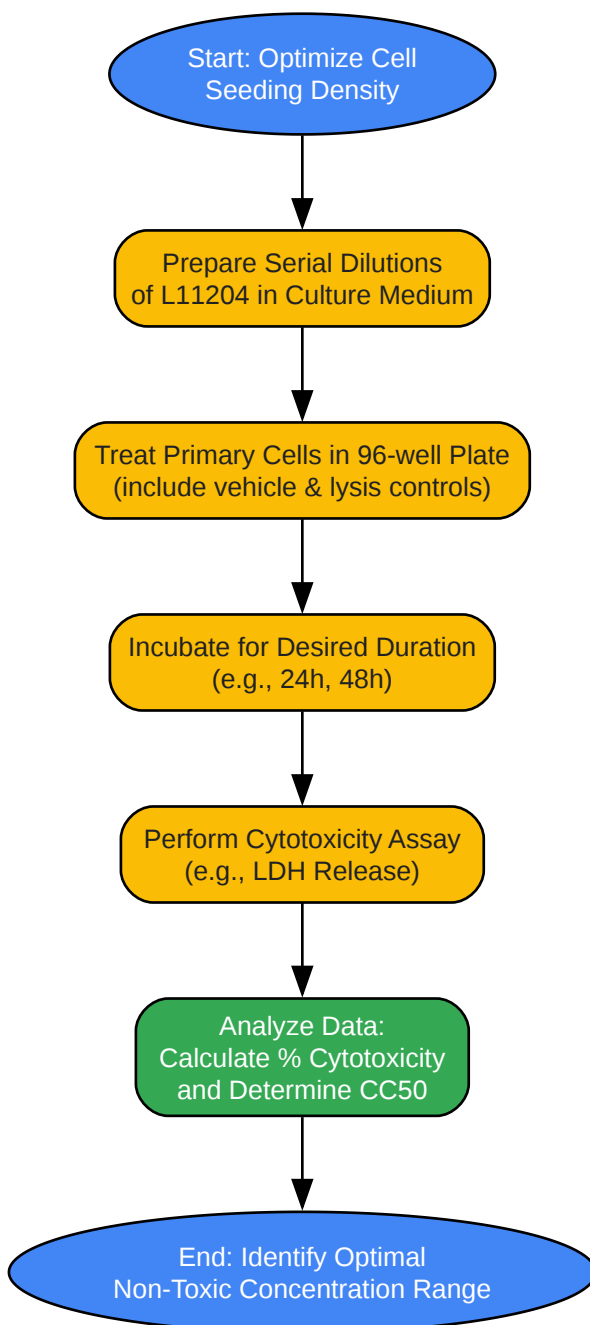 Start: Optimize Cell
Seeding Density
Prepare Serial Dilutions
of L11204 in Culture Medium
Treat Primary Cells in 96-well Plate
(include vehicle & lysis controls)
Incubate for Desired Duration
(e.g., 24h, 48h)
Perform Cytotoxicity Assay
(e.g., LDH Release)
Analyze Data:
Calculate % Cytotoxicity
and Determine CC50
End: Identify Optimal
Non-Toxic Concentration Range